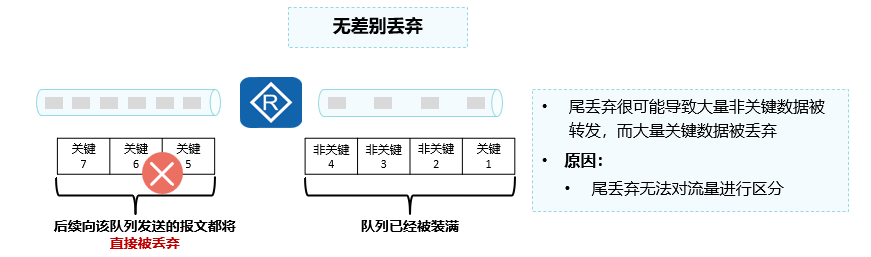 无差别丢弃
R
• 尾丢弃很可能导致大量非关键数据被
转发，而大量关键数据被丢弃
• 原因：
• 尾丢弃无法对流量进行区分
关键 关键 关键 非关键 非关键 非关键 关键
7 6 5 4 3 2 1
后续向该队列发送的报文都将
直接被丢弃
队列已经被装满